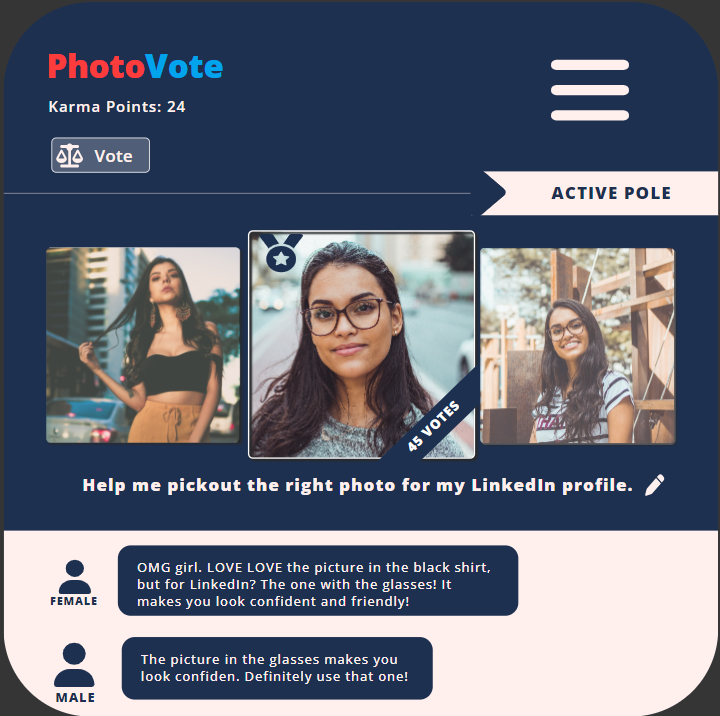 PhotoVote
Karma Points: 24
Vote
ACTIVE POLE
45 VOTES
Help me pickout the right photo for my LinkedIn profile.
OMG girl. LOVE LOVE the picture in the black shirt,
but for LinkedIn? The one with the glasses! It
makes you look confident and friendly!
FEMALE
The picture in the glasses makes you
look confiden. Definitely use that one!
MALE